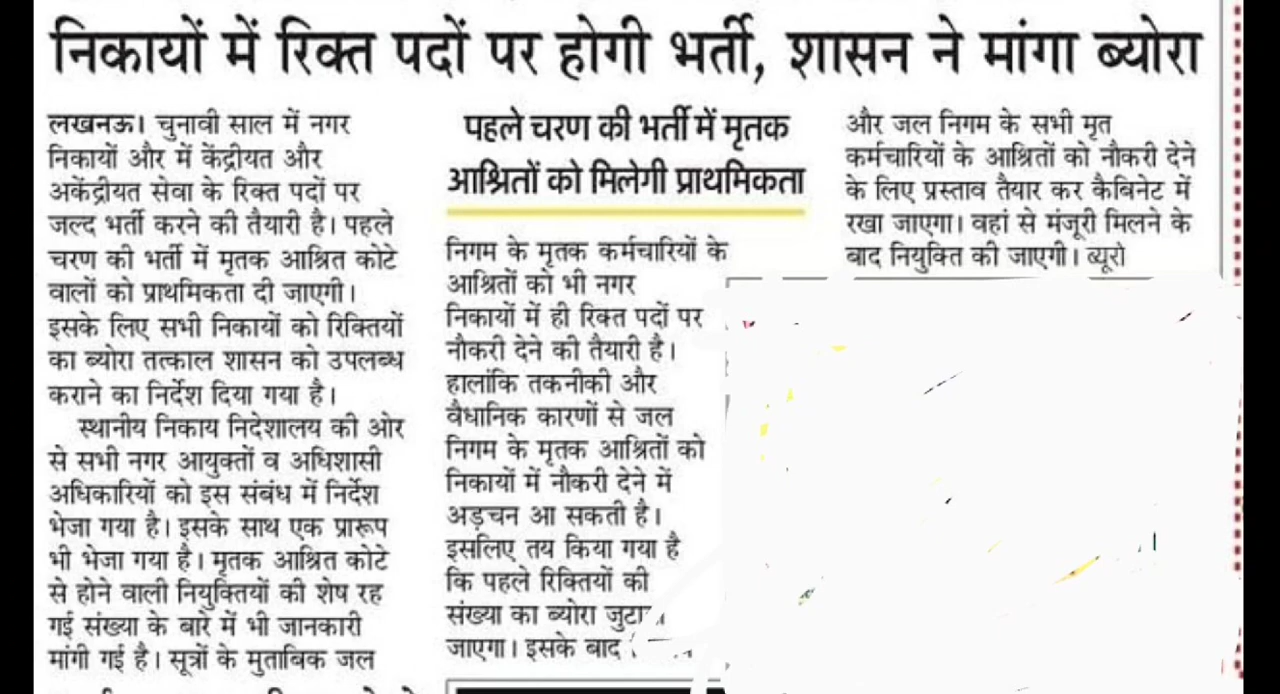 निकायों में रिक्त पदों पर होगी भर्ती, शासन ने मांगा ब्योरा
लखनऊ। चुनावी साल में नगर
निकायों और में केंद्रीयत और
अकेंद्रीयत सेवा के रिक्त पदों पर
जल्द भर्ती करने की तैयारी है। पहले
चरण की भर्ती में मृतक आश्रित कोटे
वालों को प्राथमिकता दी जाएगी।
इसके लिए सभी निकायों को रिक्तियों
का ब्योरा तत्काल शासन को उपलब्ध
कराने का निर्देश दिया गया है।
स्थानीय निकाय निदेशालय की ओर
से सभी नगर आयुक्तों व अधिशासी
अधिकारियों को इस संबंध में निर्देश
भेजा गया है। इसके साथ एक प्रारूप
भी भेजा गया है। मृतक आश्रित कोटे
से होने वाली नियुक्तियों की शेष रह
गई संख्या के बारे में भी जानकारी
मांगी गई है। सूत्रों के मुताबिक जल
पहले चरण की भर्ती में मृतक
आश्रितों को मिलेगी प्राथमिकता
निगम के मृतक कर्मचारियों के
आश्रितों को भी नगर
निकायों में ही रिक्त पदों पर
नौकरी देने की तैयारी है।
हालांकि तकनीकी और
वैधानिक कारणों से जल
निगम के मृतक आश्रितों को
निकायों में नौकरी देने में
अड़चन आ सकती है।
इसलिए तय किया गया है
कि पहले रिक्तियों की
संख्या का ब्योरा जुटा
जाएगा। इसके बाद
और जल निगम के सभी मृत
कर्मचारियों के आश्रितों को नौकरी देने
के लिए प्रस्ताव तैयार कर कैबिनेट में
रखा जाएगा। वहां से मंजूरी मिलने के
बाद नियुक्ति की जाएगी। ब्यूरो